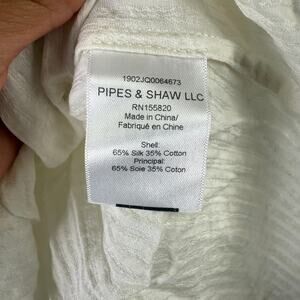 1902JQ0064673
PIPES & SHAW LLC
RN155820
Made in China/
Fabriqué en Chine
Shell:
65% Silk 35% Cotton
Principal:
65% Soie 35% Coton